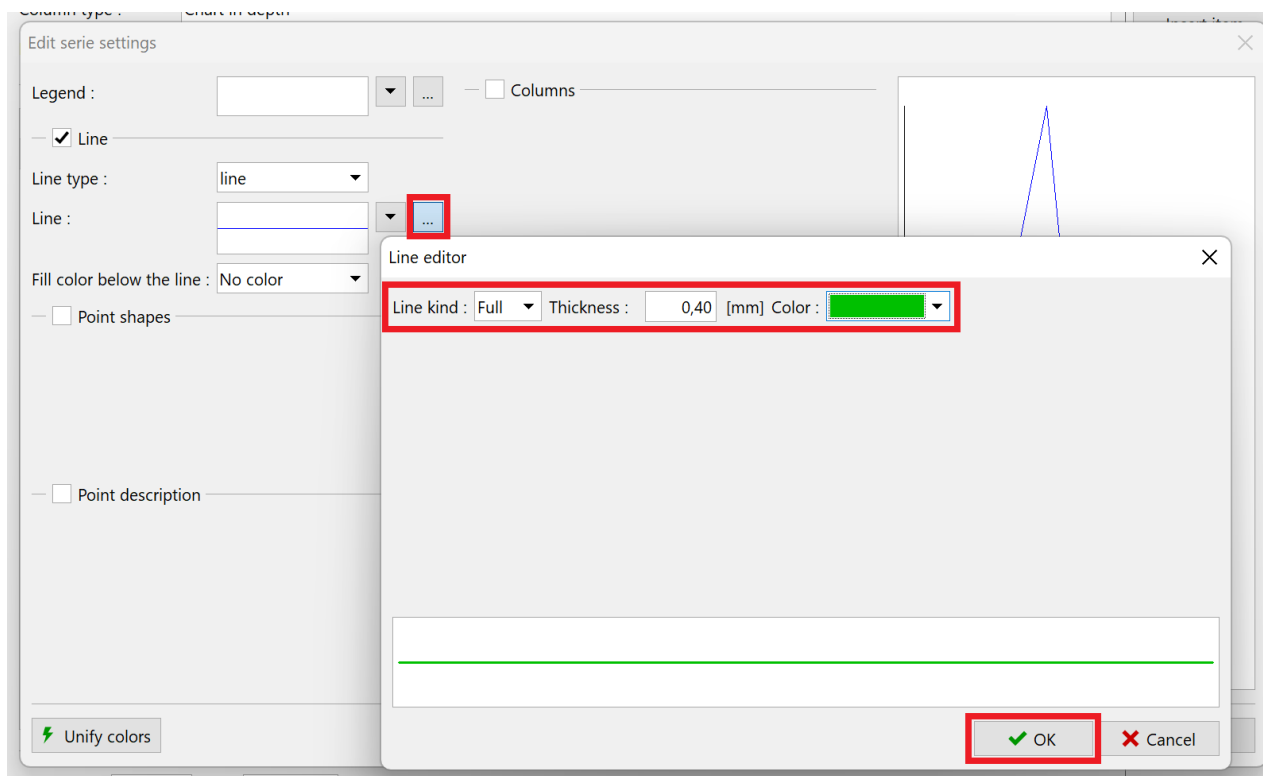 Column type : Chart in depth
Insert item
Edit serie settings
Legend :
...
Columns
Line
Line type :
line
Line :
...
Fill color below the line :
No color
Point shapes
Point description
Unify colors
Line editor
Line kind : Full Thickness : 0,40 [mm] Color :
OK
Cancel